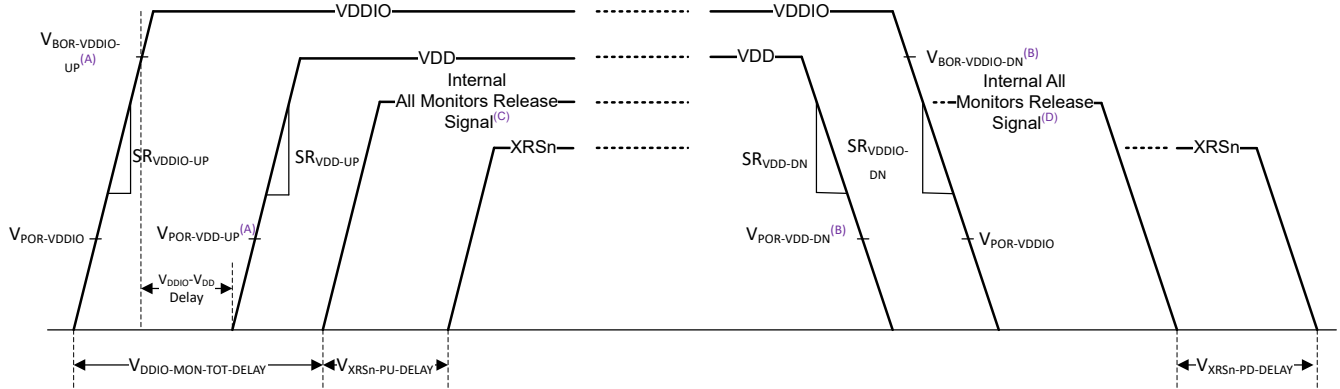 VDDIO
VDDIO
VBOR-VDDIO-
UP(A)
VBOR-VDDIO-DN(B)
VDD
VDD
Internal
All Monitors Release
Signal(C)
Internal All
Monitors Release
Signal(D)
XRSn
XRSn
SRVDDIO-UP
SRVDD-UP
SRVDD-DN
SRVDDIO-
DN
VPOR-VDDIO
VPOR-VDD-UP(A)
VPOR-VDD-DN(B)
VPOR-VDDIO
VDDIO-VDD
Delay
VDDIO-MON-TOT-DELAY
VXRSn-PU-DELAY
VXRSn-PD-DELAY